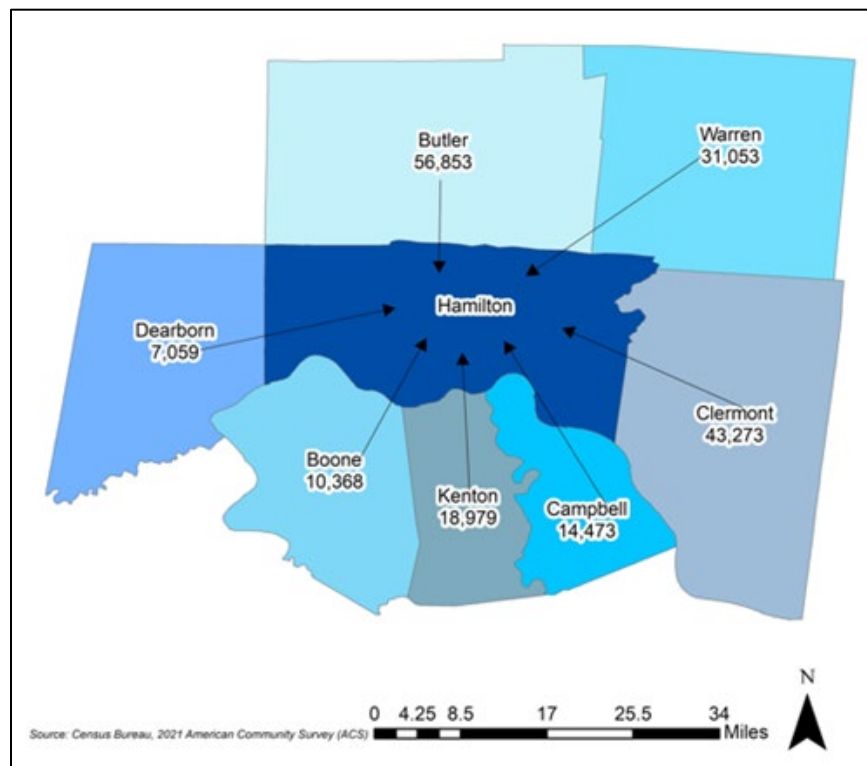 Butler
56,853
Warren
31,053
Hamilton
Dearborn
7,059
Clermont
43,273
Boone
10,368
Kenton
18,979
Campbell
14,473
N
0 4.25 8.5 17 25.5 34
Miles
Source: Census Bureau, 2021 American Community Survey (ACS)